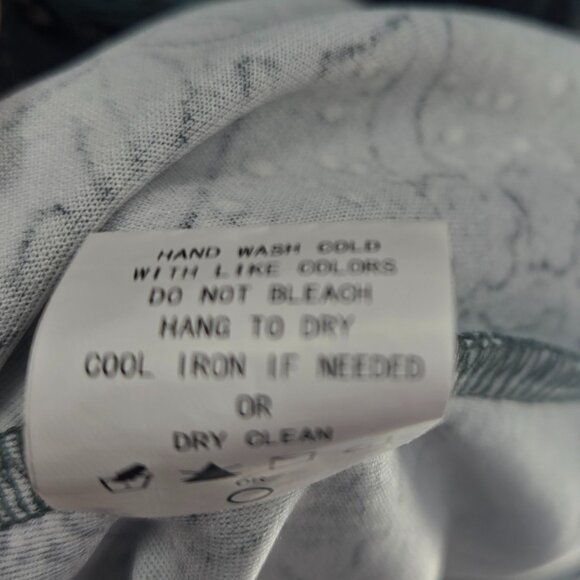 HAND WASH COLD
WITH LIKE COLORS
DO NOT BLEACH
HANG TO DRY
COOL IRON IF NEEDED
OR
DRY CLEAN
OR